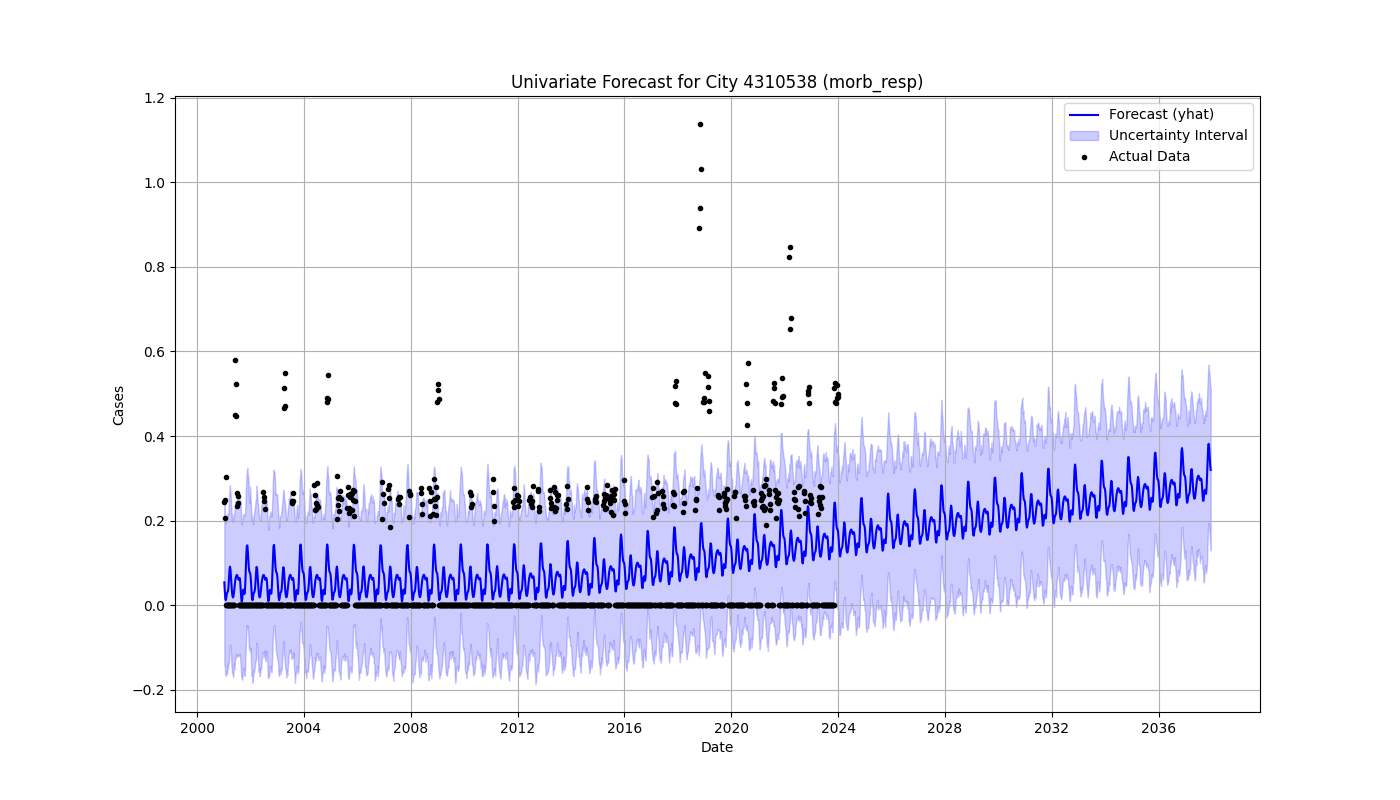 Univariate Forecast for City 4310538 (morb_resp)
Forecast (yhat)
Uncertainty Interval
Actual Data
Cases
1.2
1.0
0.8
0.6
0.4
0.2
0.0
−0.2
2000 2004 2008 2012 2016 2020 2024 2028 2032 2036
Date